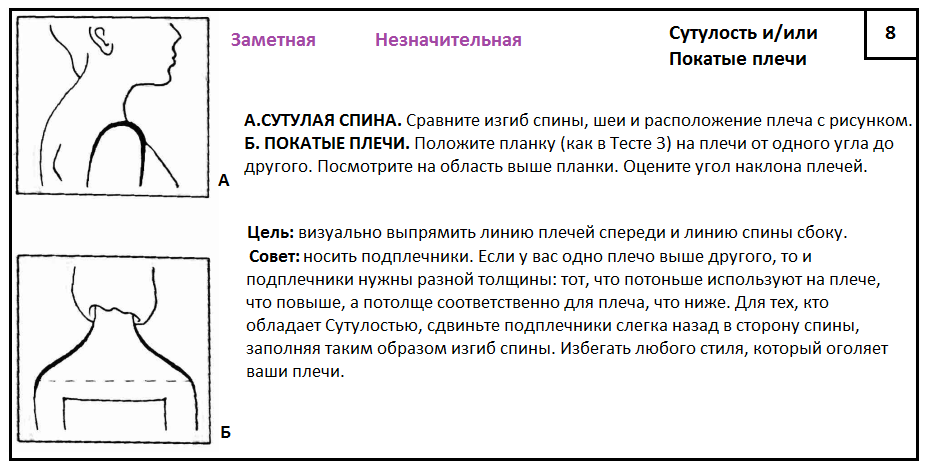 Заметная Незначительная
Сутулость и/или
Покатые плечи
8
А.СУТУЛАЯ СПИНА. Сравните изгиб спины, шеи и расположение плеча с рисунком.
Б. ПОКАТЫЕ ПЛЕЧИ. Положите планку (как в Тесте 3) на плечи от одного угла до
другого. Посмотрите на область выше планки. Оцените угол наклона плечей.
А
Цель: визуально выпрямить линию плечей спереди и линию спины сбоку.
Совет: носить подплечники. Если у вас одно плечо выше другого, то и
подплечники нужны разной толщины: тот, что потоньше используют на плече,
что повыше, а потолще соответственно для плеча, что ниже. Для тех, кто
обладает Сутулостью, сдвиньте подплечники слегка назад в сторону спины,
заполняя таким образом изгиб спины. Избегать любого стиля, который оголяет
ваши плечи.
Б